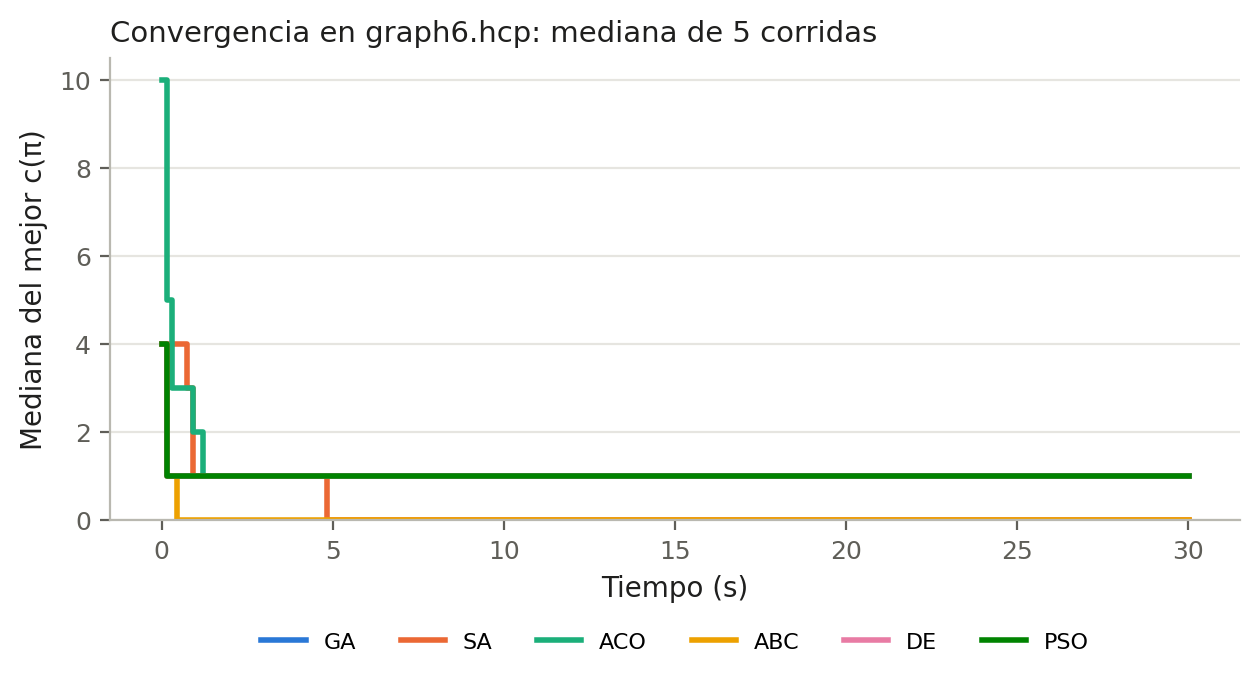 Convergencia en graph6.hcp: mediana de 5 corridas
Mediana del mejor c(π)
10
8
6
4
2
0
0 5 10 15 20 25 30
Tiempo (s)
GA SA ACO ABC DE PSO